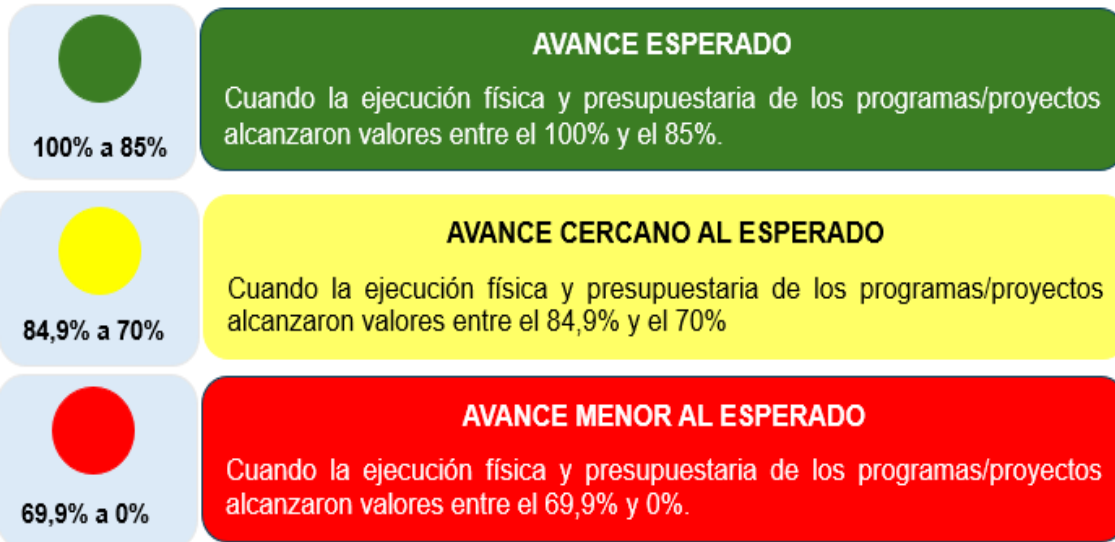 AVANCE ESPERADO
Cuando la ejecución física y presupuestaria de los programas/proyectos
alcanzaron valores entre el 100% y el 85%.
100% a 85%
AVANCE CERCANO AL ESPERADO
Cuando la ejecución física y presupuestaria de los programas/proyectos
alcanzaron valores entre el 84,9% y el 70%
84,9% a 70%
AVANCE MENOR AL ESPERADO
Cuando la ejecución física y presupuestaria de los programas/proyectos
alcanzaron valores entre el 69,9% y 0%.
69,9% a 0%